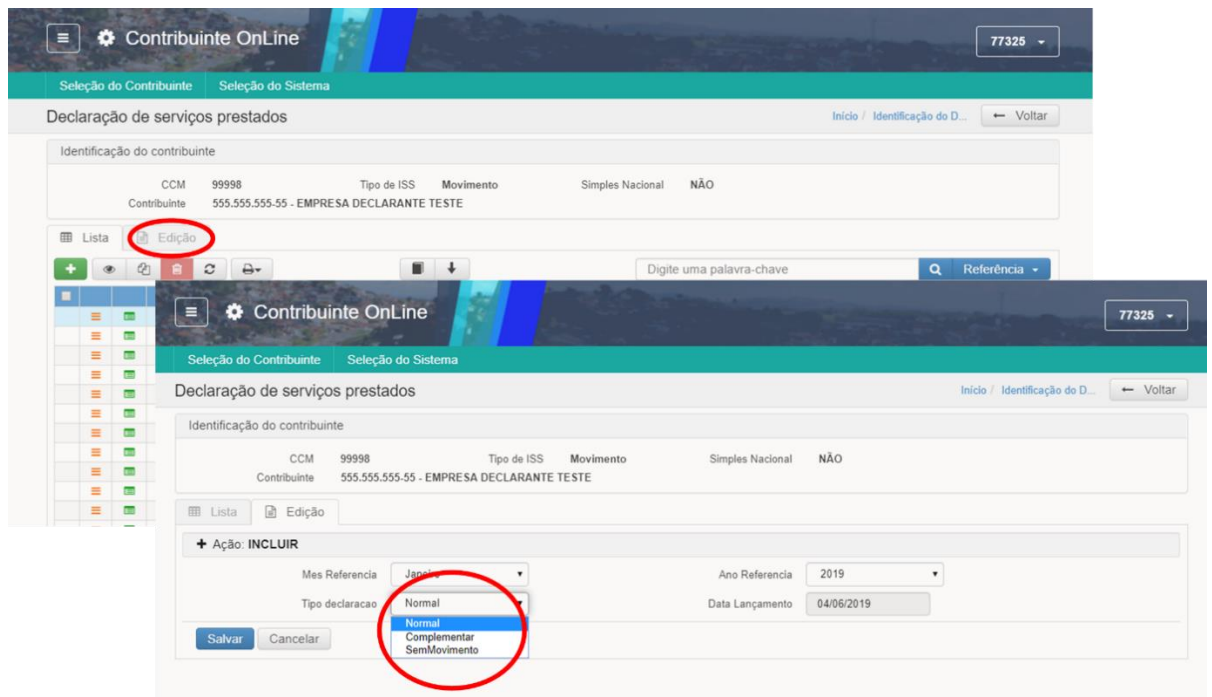 Contribuinte OnLine
77325
Seleção do Contribuinte Seleção do Sistema
Declaração de serviços prestados
Início / Identificação do D... ← Voltar
Identificação do contribuinte
CCM 99998 Tipo de ISS Movimento Simples Nacional NÃO
Contribuinte 555.555.555-55 - EMPRESA DECLARANTE TESTE
Lista Edição
Digite uma palavra-chave Referência
Contribuinte OnLine
77325
Seleção do Contribuinte Seleção do Sistema
Declaração de serviços prestados
Início / Identificação do D... ← Voltar
Identificação do contribuinte
CCM 99998 Tipo de ISS Movimento Simples Nacional NÃO
Contribuinte 555.555.555-55 - EMPRESA DECLARANTE TESTE
Lista Edição
+ Ação: INCLUIR
Mes Referencia Janeiro Ano Referencia 2019
Tipo declaracao Normal Data Lançamento 04/06/2019
Normal
Complementar
SemMovimento
Salvar Cancelar